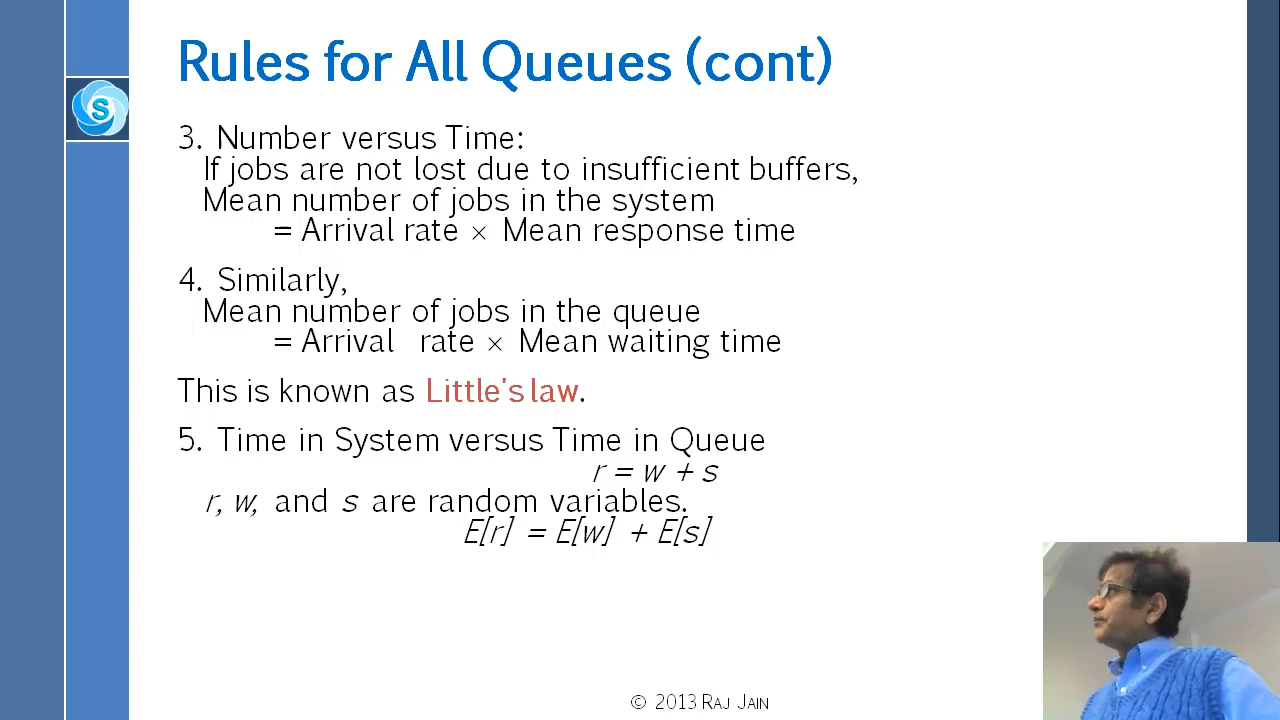 Rules for All Queues (cont)
S
3. Number versus Time:
If jobs are not lost due to insufficient buffers,
Mean number of jobs in the system
= Arrival rate × Mean response time
4. Similarly,
Mean number of jobs in the queue
= Arrival rate × Mean waiting time
This is known as Little's law.
5. Time in System versus Time in Queue
r = w + s
r, w, and s are random variables.
E[r] = E[w] + E[s]
© 2013 RAJ JAIN